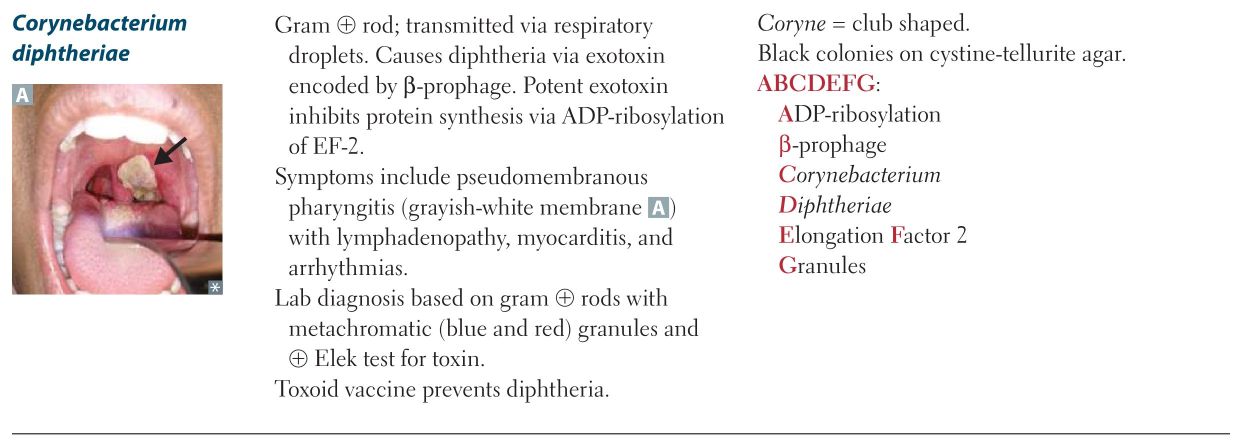 Corynebacterium
diphtheriae
A
*
Gram ⊕ rod; transmitted via respiratory
droplets. Causes diphtheria via exotoxin
encoded by β-prophage. Potent exotoxin
inhibits protein synthesis via ADP-ribosylation
of EF-2.
Symptoms include pseudomembranous
pharyngitis (grayish-white membrane A)
with lymphadenopathy, myocarditis, and
arrhythmias.
Lab diagnosis based on gram ⊕ rods with
metachromatic (blue and red) granules and
⊕ Elek test for toxin.
Toxoid vaccine prevents diphtheria.
Coryne = club shaped.
Black colonies on cystine-tellurite agar.
ABCDEFG:
ADP-ribosylation
β-prophage
Corynebacterium
Diphtheriae
Elongation Factor 2
Granules